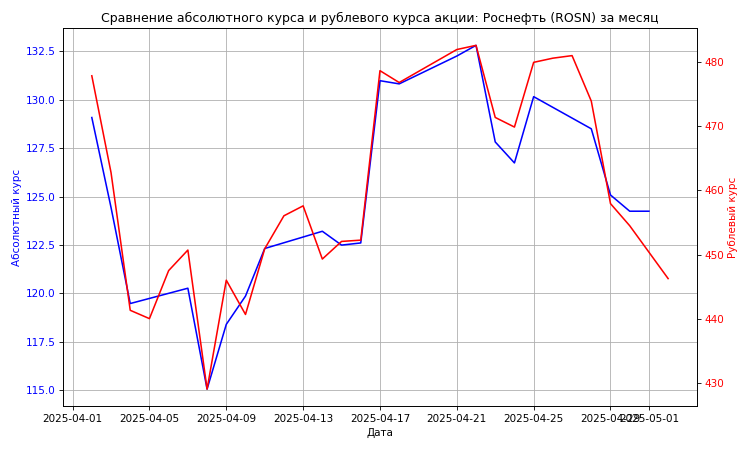 Сравнение абсолютного курса и рублевого курса акции: Роснефть (ROSN) за месяц
132.5
130.0
127.5
125.0
122.5
120.0
117.5
115.0
Абсолютный курс
480
470
460
450
440
430
Рублевый курс
2025-04-01 2025-04-05 2025-04-09 2025-04-13 2025-04-17 2025-04-21 2025-04-25 2025-04-29 2025-05-01
Дата